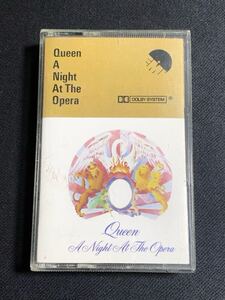 Queen
A
Night
At The
Opera
DOLBY SYSTEM ®
Queen
A Night At The Opera